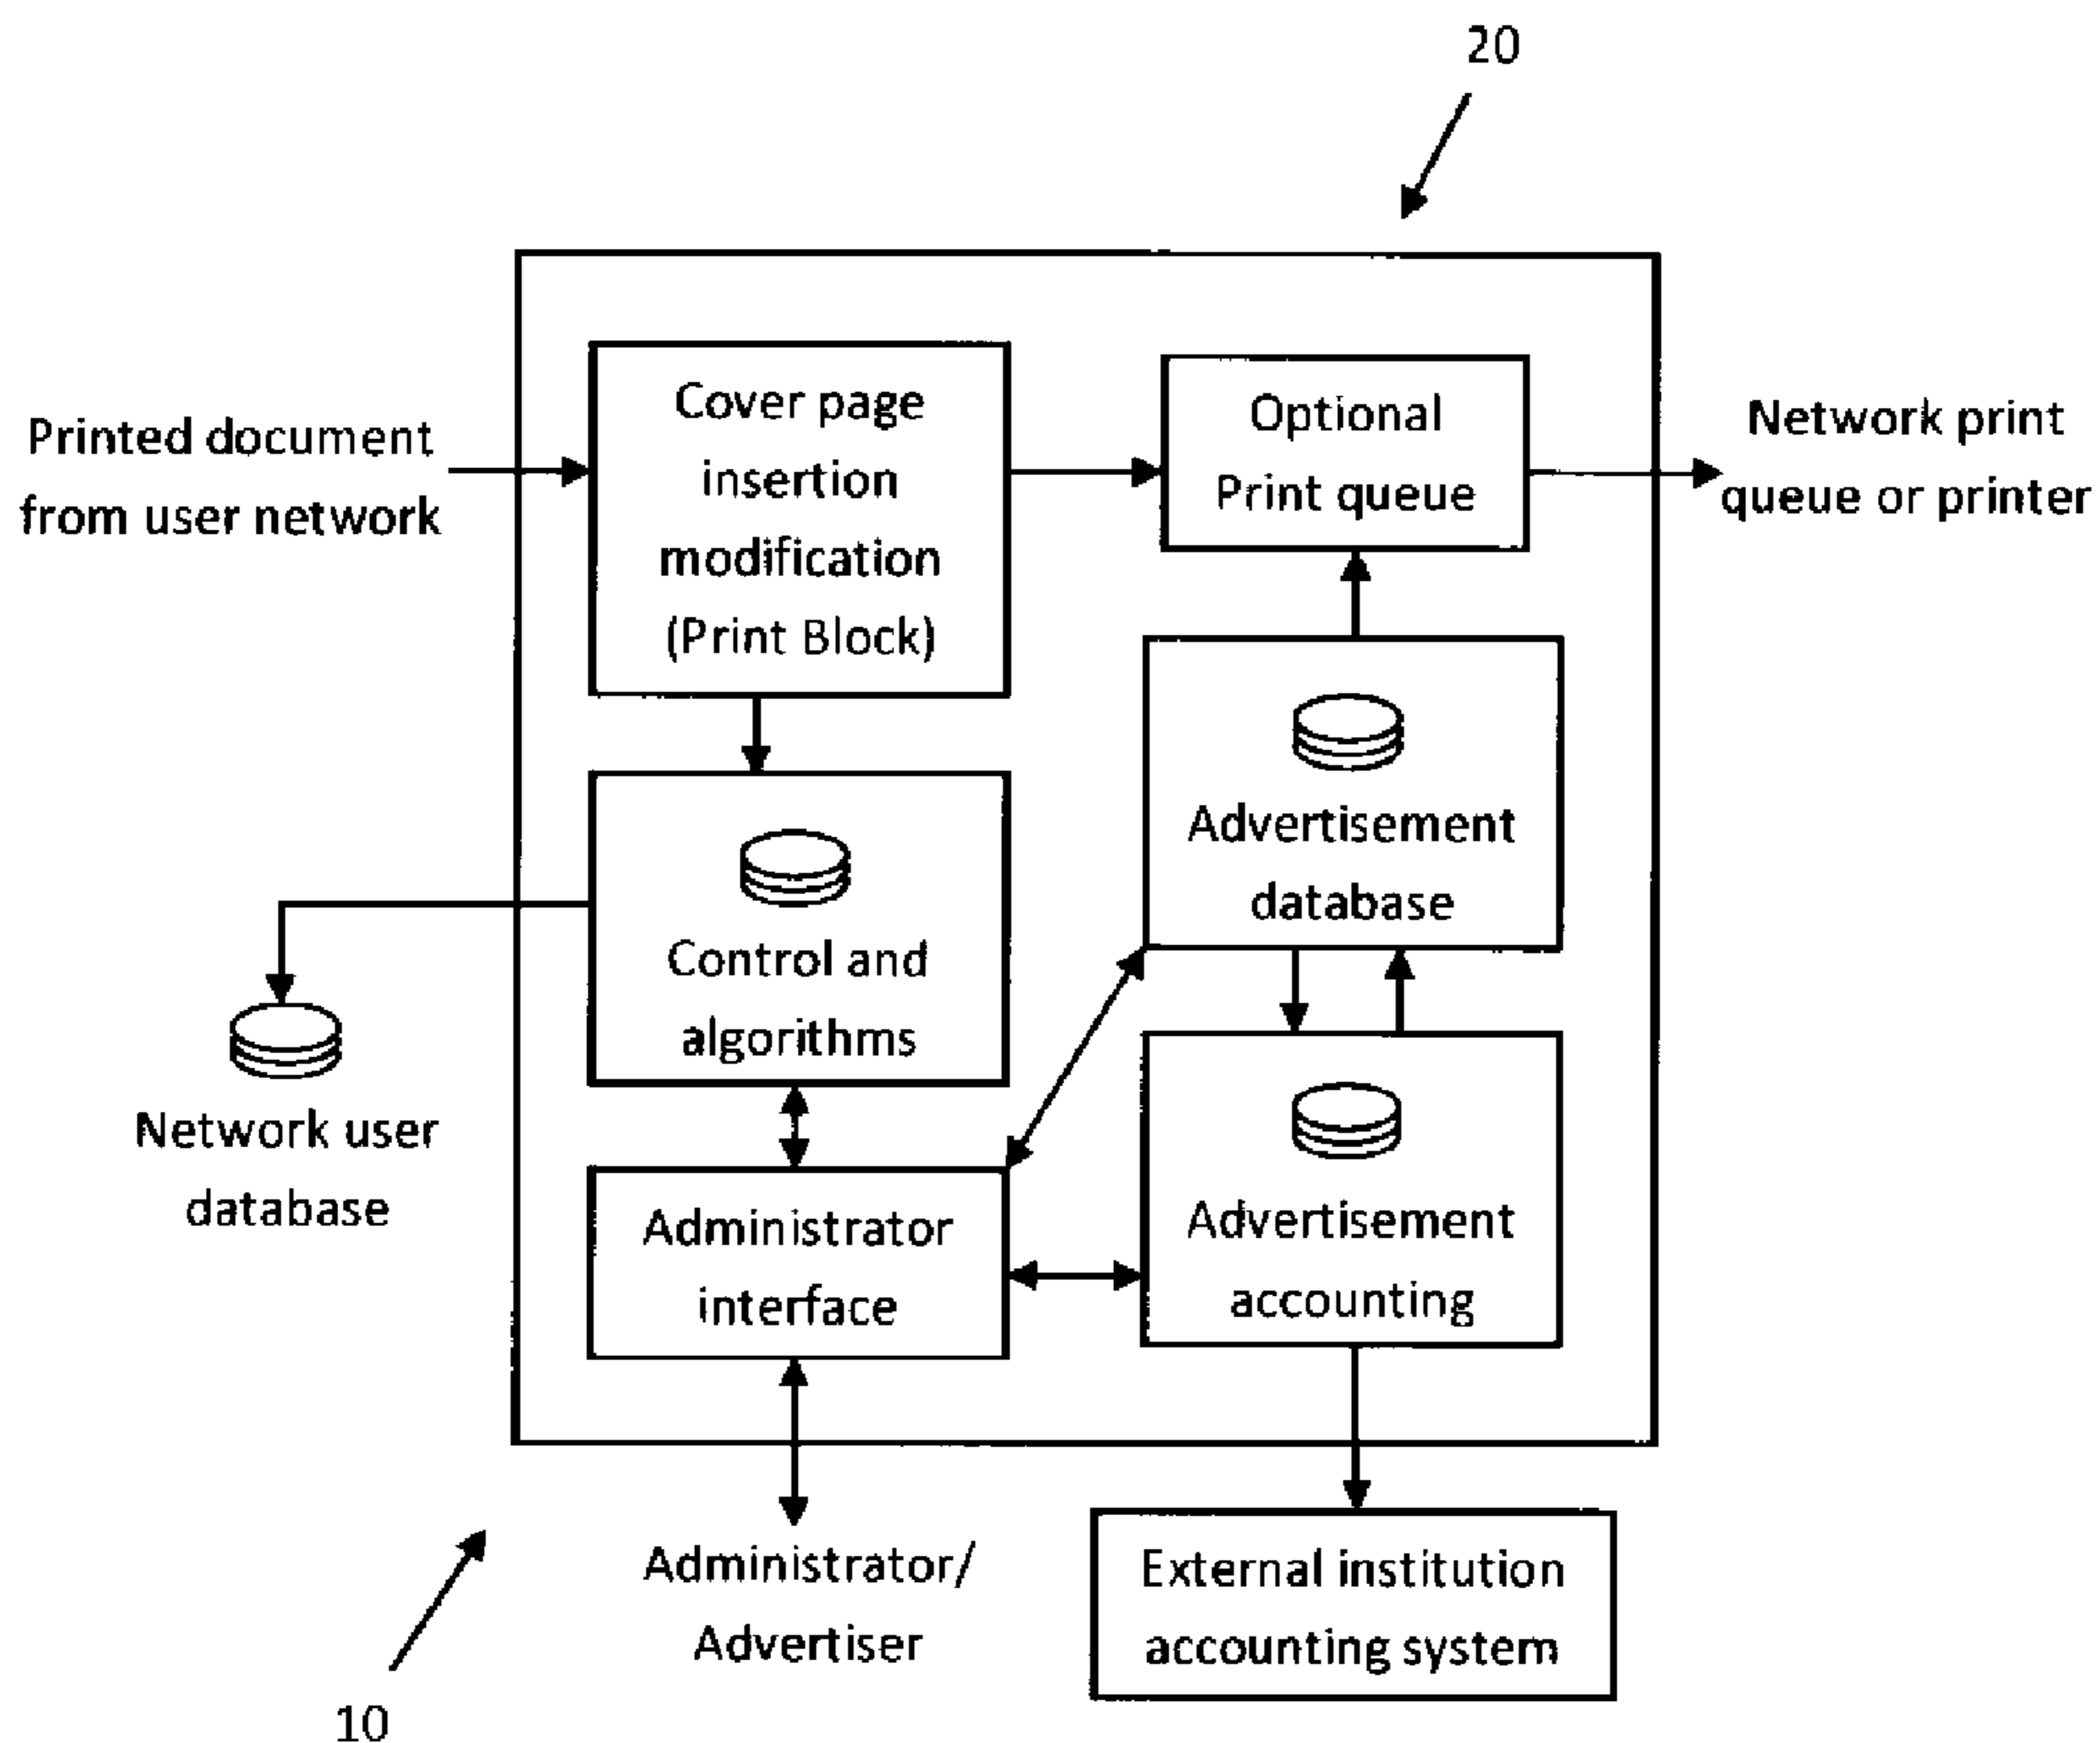 20
Printed document
from user network
Cover page
insertion
modification
(Print Block)
Optional
Print queue
Network print
queue or printer
Advertisement
database
Control and
algorithms
Network user
database
Administrator
interface
Advertisement
accounting
Administrator/
Advertiser
External institution
accounting system
10